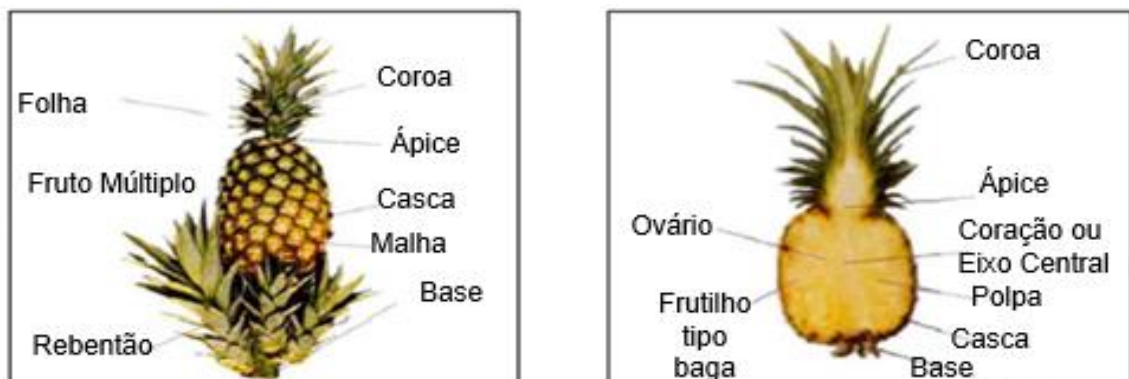 Folha
Coroa
Ápice
Fruto Múltiplo
Casca
Malha
Base
Rebentão
Coroa
Ápice
Ovário
Coração ou
Eixo Central
Polpa
Frutilho
tipo
baga
Casca
Base